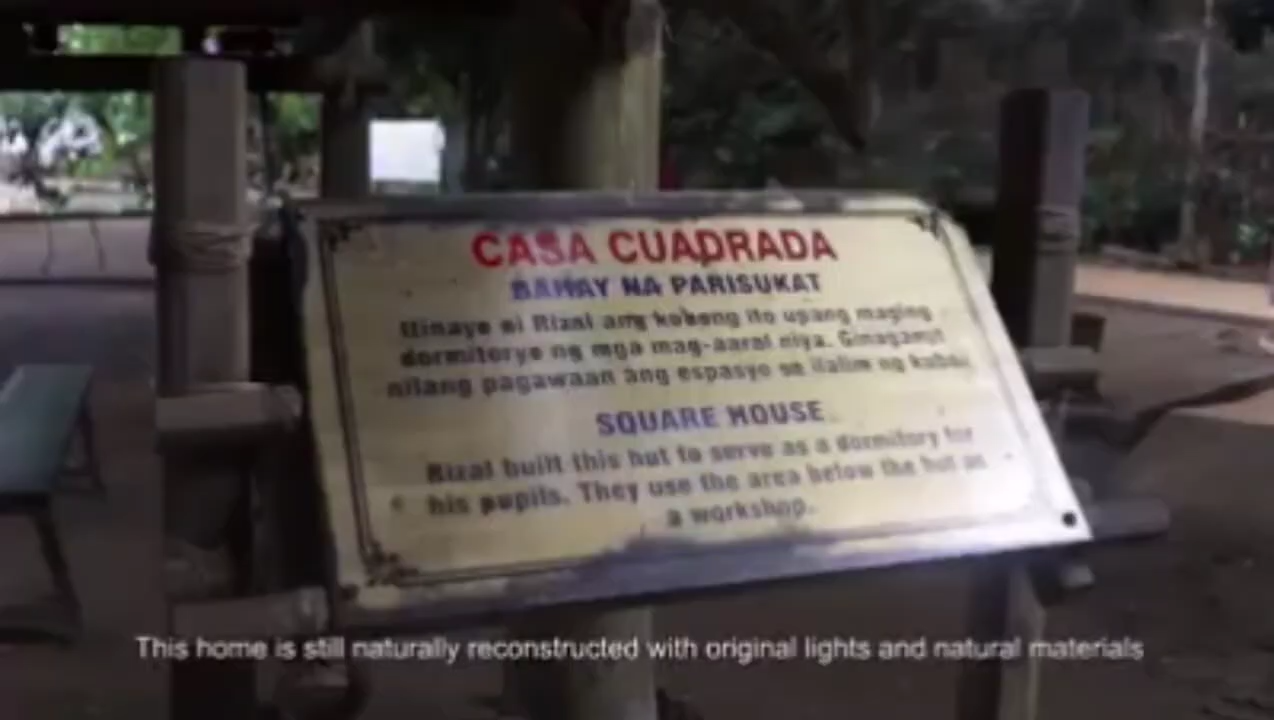 CASA CUADRADA
BAHAY NA PARISUKAT
Itinayo ni Rizal ang kubong ito upang maging
dormitoryo ng mga mag-aaral niya. Ginagamit
nilang pagawaan ang espasyo sa ilalim ng kubo.
SQUARE HOUSE
Rizal built this hut to serve as a dormitory for
his pupils. They use the area below the hut as
a workshop.
This home is still naturally reconstructed with original lights and natural materials